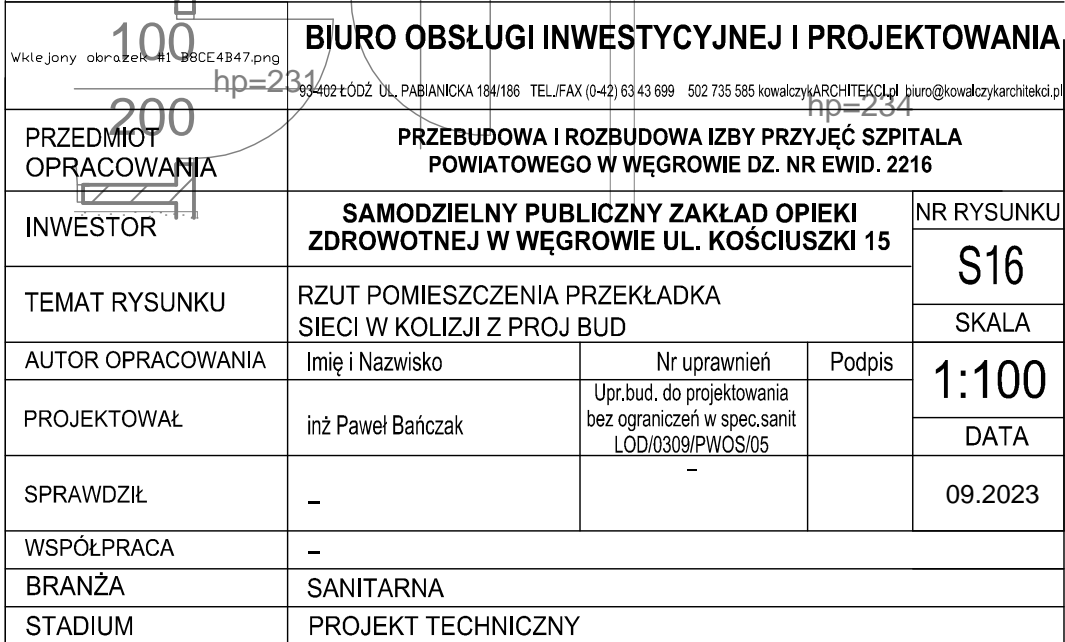 BIURO OBSŁUGI INWESTYCYJNEJ I PROJEKTOWANIA
100
Wklejony obrazek #1 B8CE4B47.png
hp=231
93-402 ŁÓDŹ UL. PABIANICKA 184/186 TEL./FAX (0-42) 63 43 699 502 735 585 kowalczykARCHITEKCI.pl biuro@kowalczykarchitekci.pl
hp=234
200
PRZEDMIOT
OPRACOWANIA
PRZEBUDOWA I ROZBUDOWA IZBY PRZYJĘĆ SZPITALA
POWIATOWEGO W WĘGROWIE DZ. NR EWID. 2216
INWESTOR
SAMODZIELNY PUBLICZNY ZAKŁAD OPIEKI
ZDROWOTNEJ W WĘGROWIE UL. KOŚCIUSZKI 15
NR RYSUNKU
S16
TEMAT RYSUNKU
RZUT POMIESZCZENIA PRZEKŁADKA
SIECI W KOLIZJI Z PROJ BUD
SKALA
1:100
AUTOR OPRACOWANIA
Imię i Nazwisko
Nr uprawnień
Podpis
PROJEKTOWAŁ
inż Paweł Bańczak
Upr.bud. do projektowania
bez ograniczeń w spec.sanit
LOD/0309/PWOS/05
DATA
09.2023
SPRAWDZIŁ
–
–
WSPÓŁPRACA
–
BRANŻA
SANITARNA
STADIUM
PROJEKT TECHNICZNY